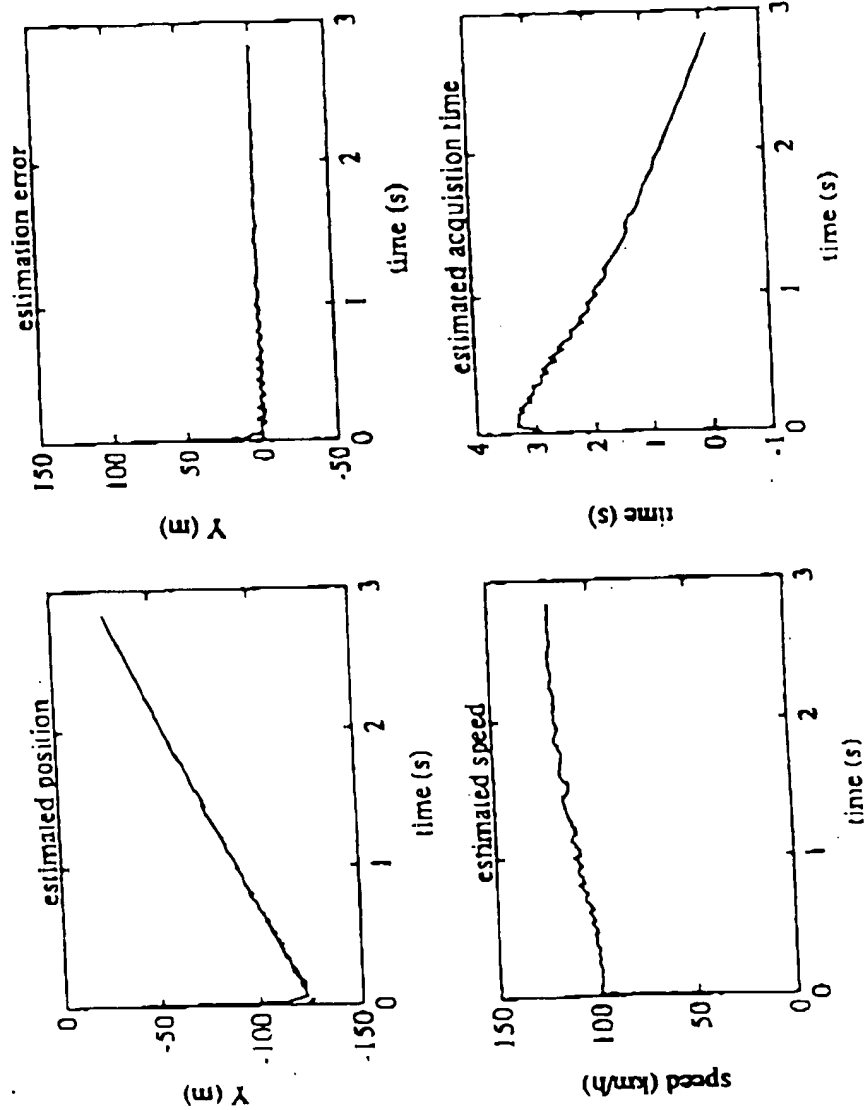 estimated position
0
-50
-100
-150
Y (m)
0
1
2
3
time (s)
estimation error
150
100
50
0
-50
Y (m)
0
1
2
3
time (s)
estimated speed
150
100
50
0
speed (km/h)
0
1
2
3
time (s)
estimated acquistion time
4
3
2
1
0
-1
time (s)
0
1
2
3
time (s)